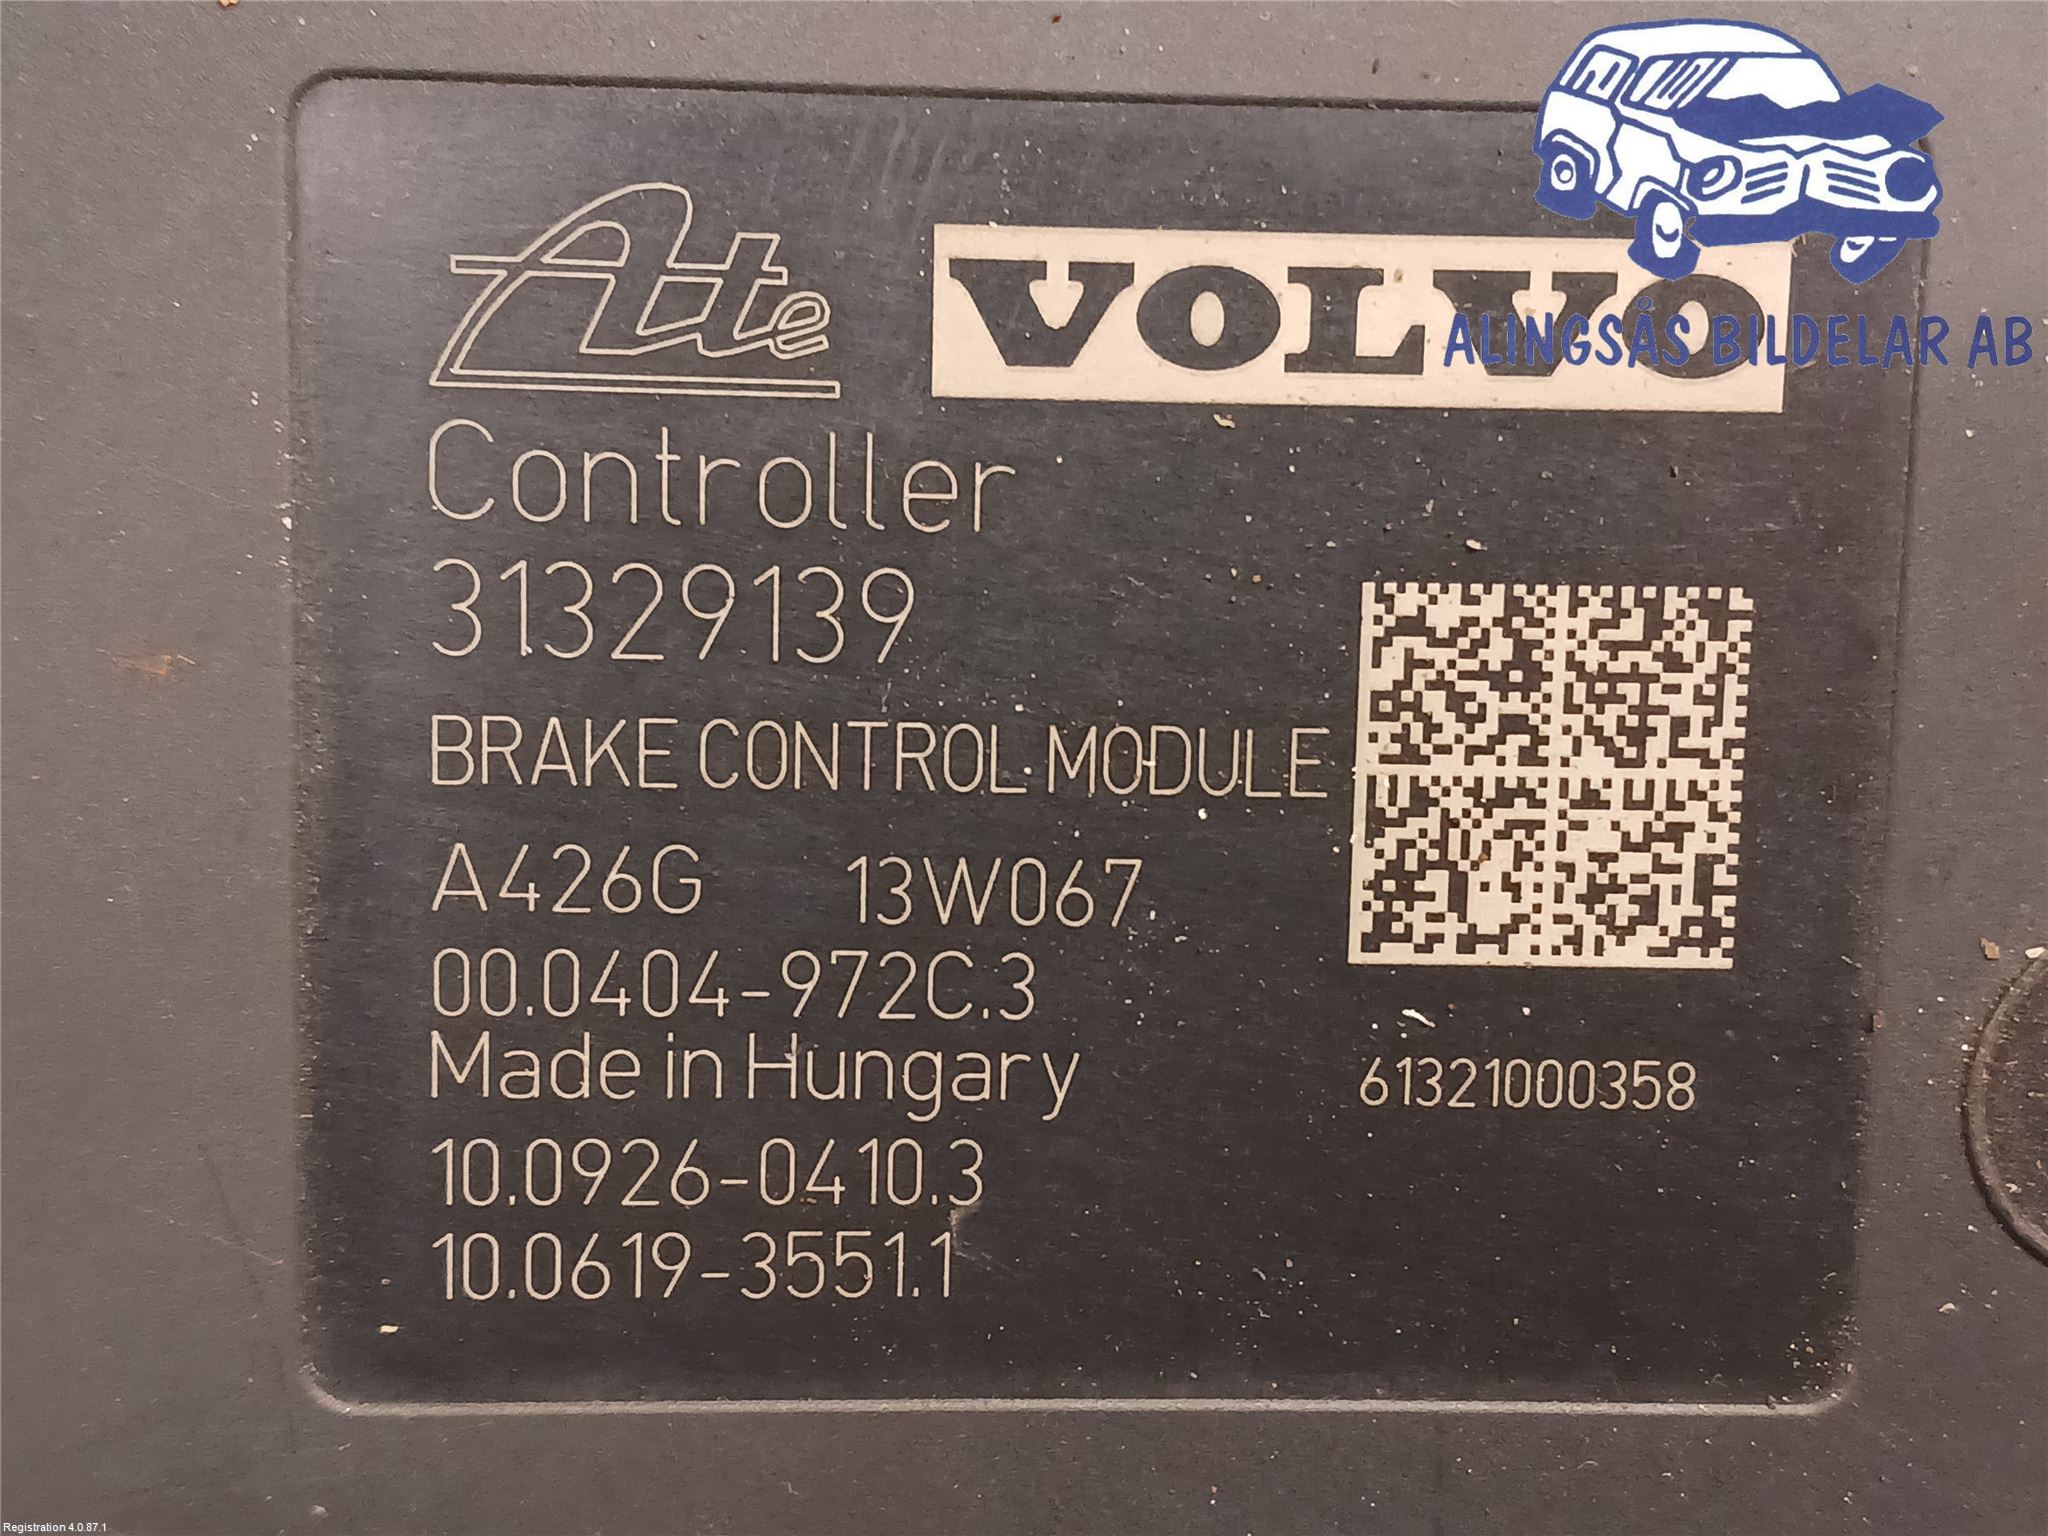 Ate VOLVO
ALINGSÅS BILDELAR AB
Controller
31329139
BRAKE CONTROL MODULE
A426G 13W067
00.0404-972C.3
Made in Hungary
61321000358
10.0926-0410.3
10.0619-3551.1
Registration 4.0.87.1